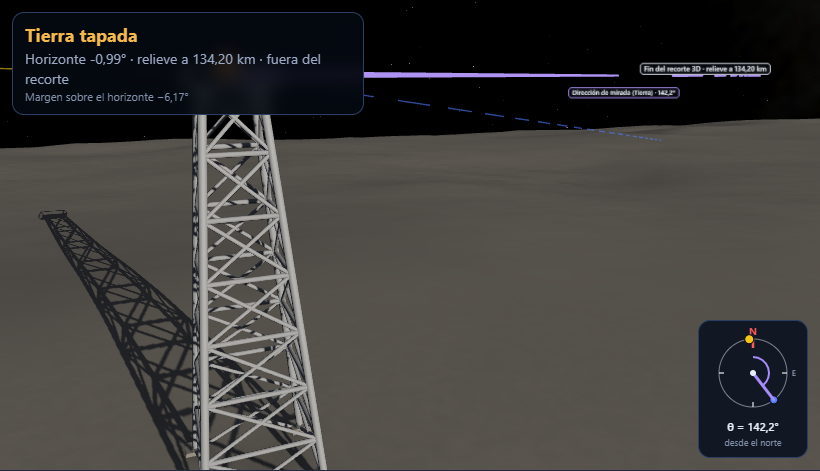 Tierra tapada
Horizonte -0,99° · relieve a 134,20 km · fuera del
recorte
Margen sobre el horizonte −6,17°
Fin del recorte 3D · relieve a 134,20 km
Dirección de mirada (Tierra) · 142,2°
N
E
θ = 142,2°
desde el norte